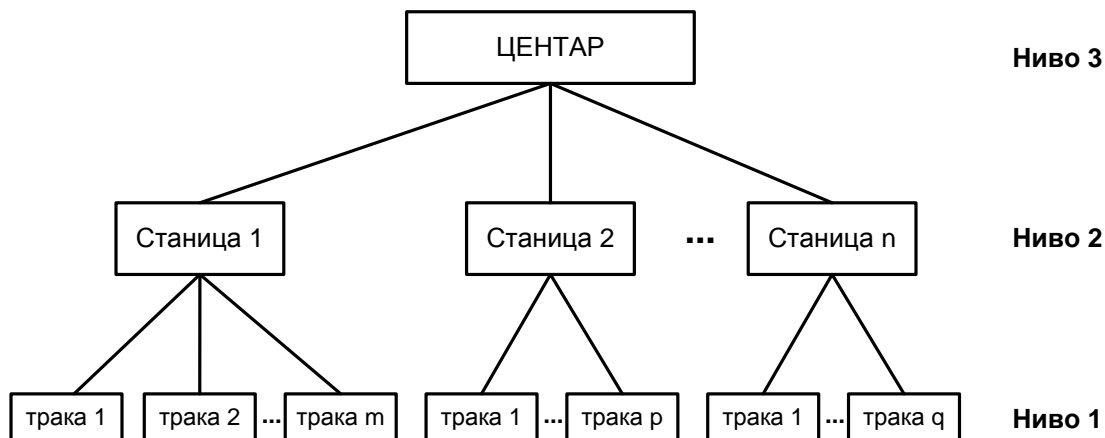 ЦЕНТАР
Ниво 3
Станица 1
Станица 2
...
Станица n
Ниво 2
трака 1
трака 2
...
трака m
трака 1
...
трака p
трака 1
...
трака q
Ниво 1